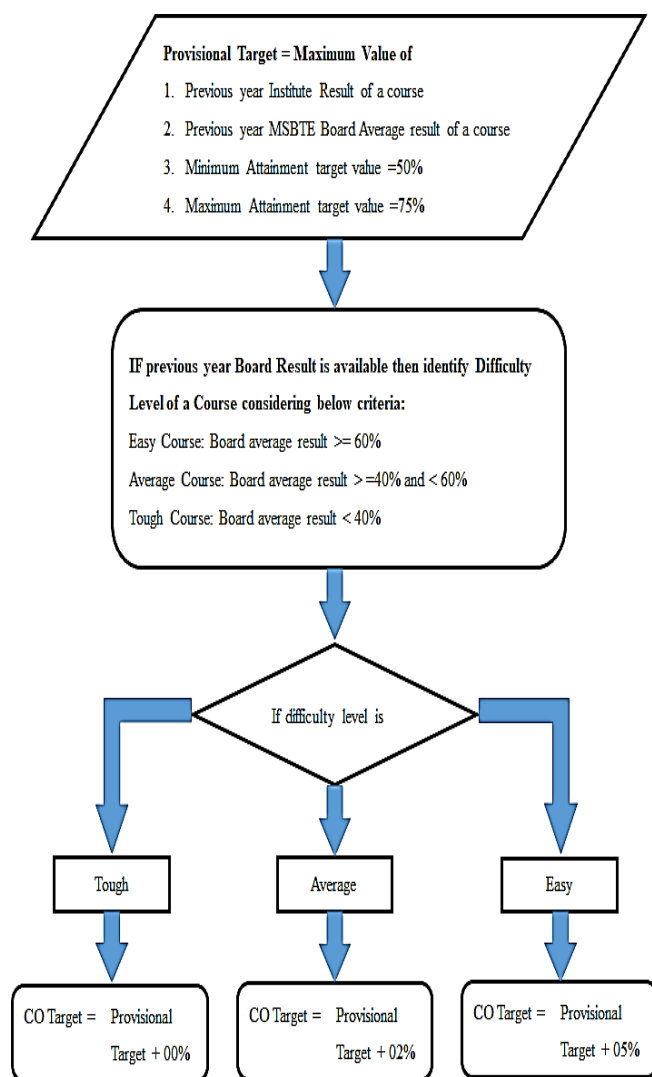 Provisional Target = Maximum Value of
1. Previous year Institute Result of a course
2. Previous year MSBTE Board Average result of a course
3. Minimum Attainment target value =50%
4. Maximum Attainment target value =75%
IF previous year Board Result is available then identify Difficulty
Level of a Course considering below criteria:
Easy Course: Board average result >= 60%
Average Course: Board average result > =40% and < 60%
Tough Course: Board average result < 40%
If difficulty level is
Tough
Average
Easy
CO Target = Provisional
Target + 00%
CO Target = Provisional
Target + 02%
CO Target = Provisional
Target + 05%